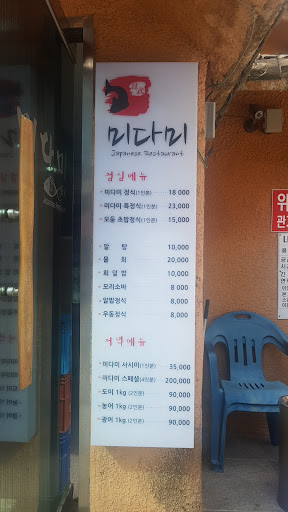 미다미
Japanese Restaurant
점심메뉴
· 미다미 정식(1인분) 18 000
· 미다미 특정식(1인분) 23,000
· 모듬 초밥정식(1인분) 15,000
· 알 탕 10,000
· 물 회 20,000
· 회 덮 밥 10,000
· 모리소바 8 000
· 알밥정식 8,000
· 우동정식 8,000
저녁메뉴
· 미다미 사시미(1인분) 35,000
· 미다미 스페셜(4인분) 200,000
· 도미 1kg (2인분) 90,000
· 농어 1kg (2인분) 90,000
· 광어 1kg (2인분) 90,000
위
관